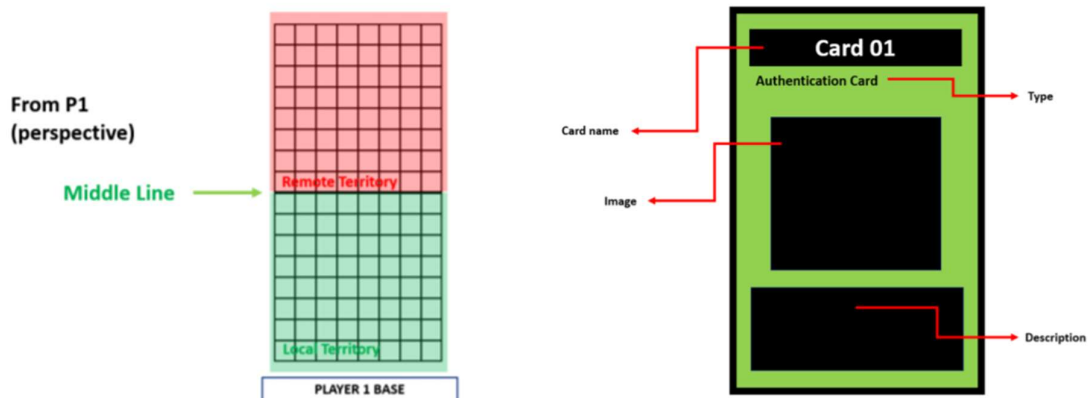 From P1
(perspective)
Middle Line
Remote Territory
Local Territory
PLAYER 1 BASE
Card 01
Authentication Card
Type
Card name
Image
Description